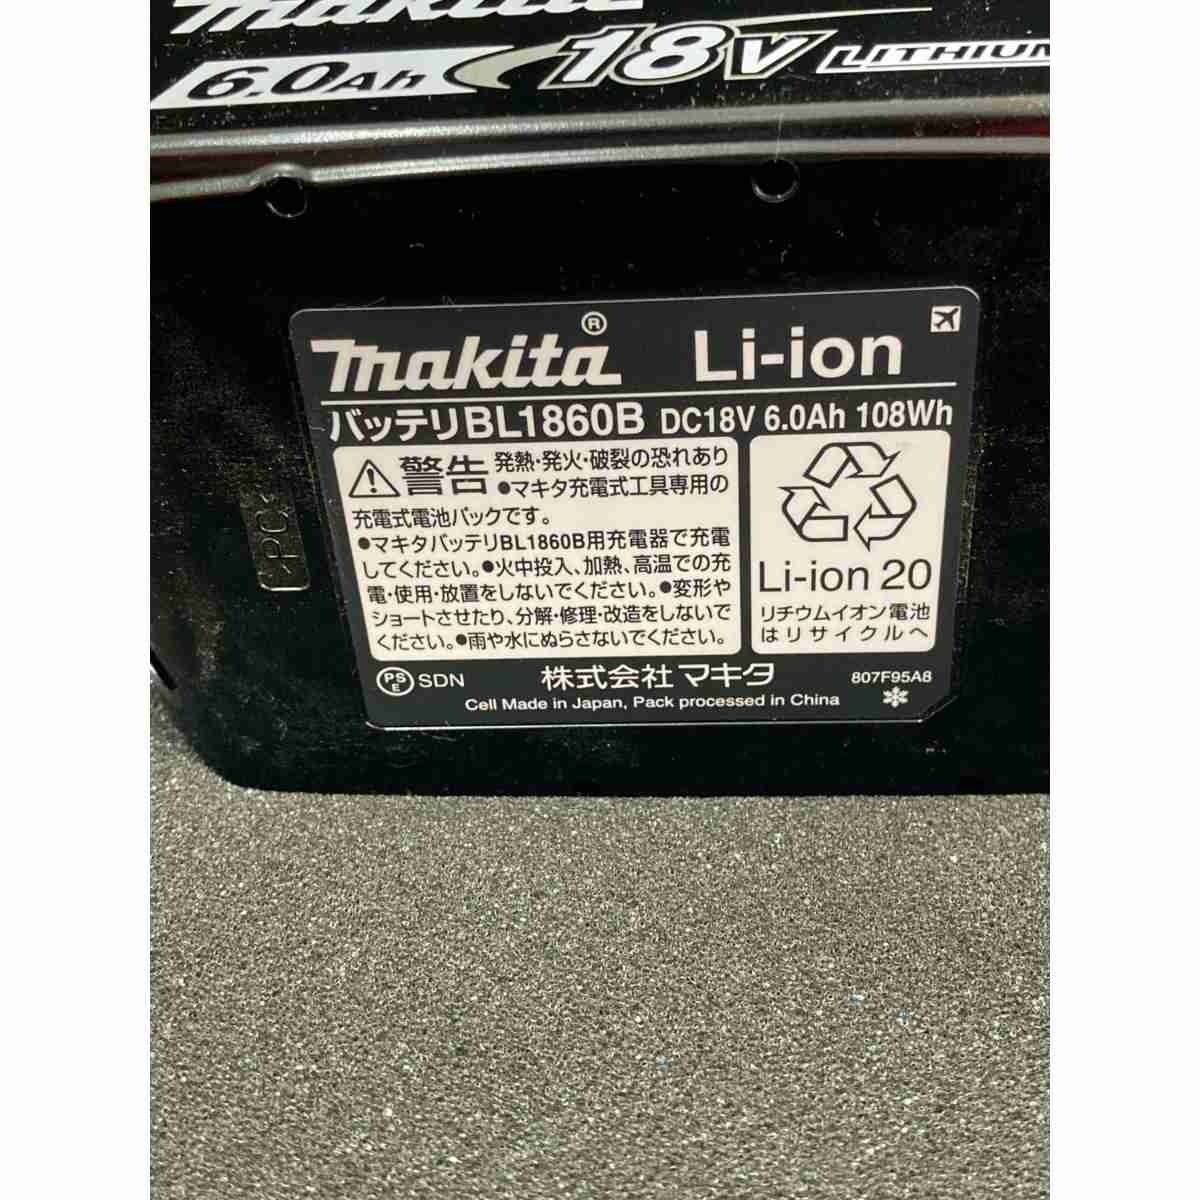 makita
6.0Ah 18V LITHIUM
makita® Li-ion
バッテリBL1860B DC18V 6.0Ah 108Wh
警告 発熱・発火・破裂の恐れあり
●マキタ充電式工具専用の
充電式電池パックです。
●マキタバッテリBL1860B用充電器で充電
してください。●火中投入、加熱、高温での充
電・使用・放置をしないでください。●変形や
ショートさせたり、分解・修理・改造をしないで
ください。●雨や水にぬらさないでください。
Li-ion 20
リチウムイオン電池
はリサイクルへ
PSE SDN 株式会社マキタ 807F95A8
Cell Made in Japan, Pack processed in China
>PC<